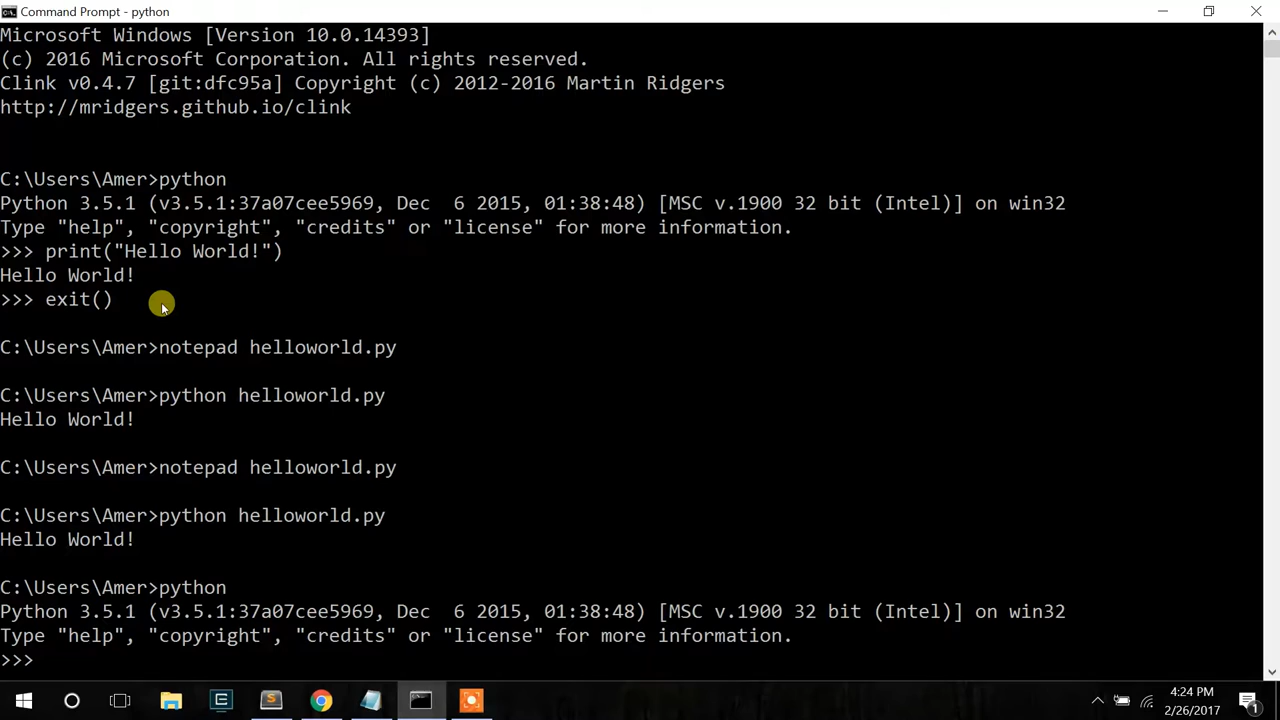 Command Prompt - python
Microsoft Windows [Version 10.0.14393]
(c) 2016 Microsoft Corporation. All rights reserved.
Clink v0.4.7 [git:dfc95a] Copyright (c) 2012-2016 Martin Ridgers
http://mridgers.github.io/clink
C:\Users\Amer>python
Python 3.5.1 (v3.5.1:37a07cee5969, Dec  6 2015, 01:38:48) [MSC v.1900 32 bit (Intel)] on win32
Type "help", "copyright", "credits" or "license" for more information.
>>> print("Hello World!")
Hello World!
>>> exit()
C:\Users\Amer>notepad helloworld.py
C:\Users\Amer>python helloworld.py
Hello World!
C:\Users\Amer>notepad helloworld.py
C:\Users\Amer>python helloworld.py
Hello World!
C:\Users\Amer>python
Python 3.5.1 (v3.5.1:37a07cee5969, Dec  6 2015, 01:38:48) [MSC v.1900 32 bit (Intel)] on win32
Type "help", "copyright", "credits" or "license" for more information.
>>>
4:24 PM
2/26/2017
1